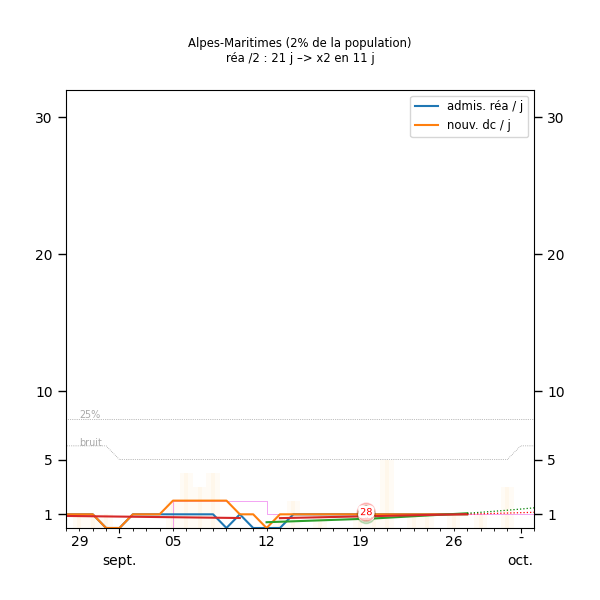 Alpes-Maritimes (2% de la population)
réa /2 : 21 j –> x2 en 11 j
admis. réa / j
nouv. dc / j
30
30
20
20
10
10
25%
bruit
5
5
28
1
1
29
-
05
12
19
26
-
sept.
oct.